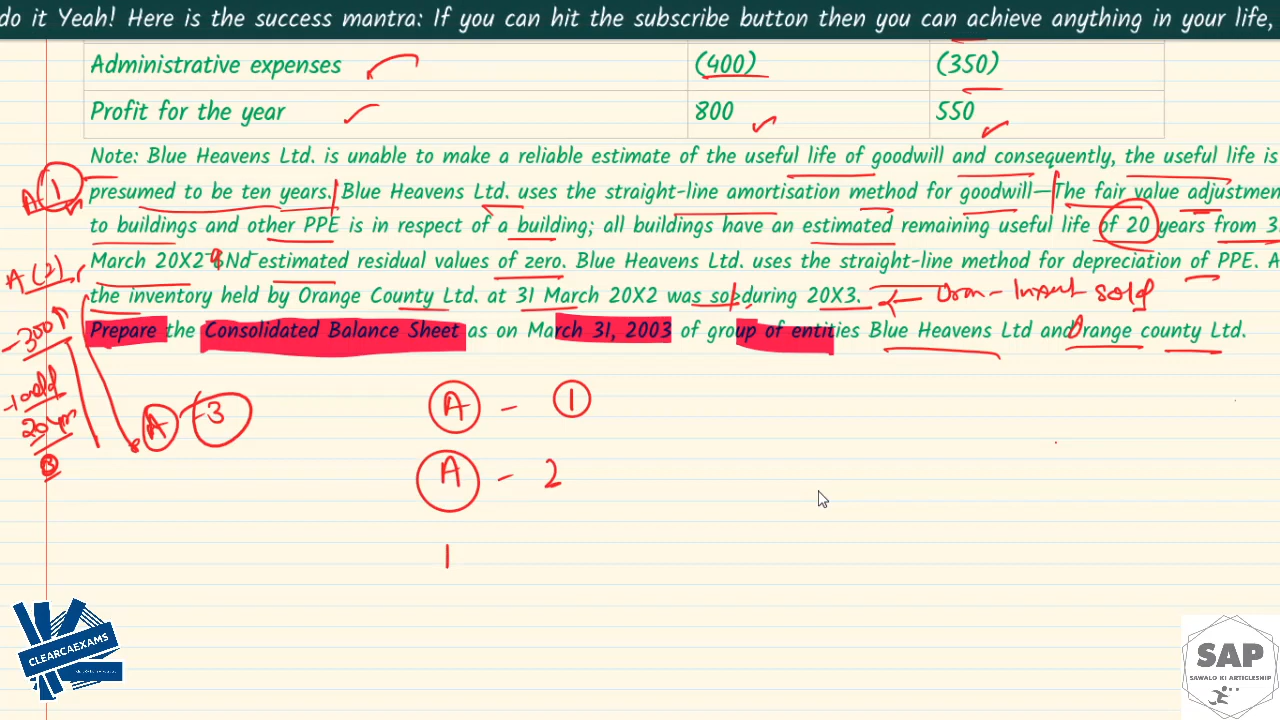 do it Yeah! Here is the success mantra: If you can hit the subscribe button then you can achieve anything in your life,
Administrative expenses (400) (350)
Profit for the year 800 550
Note: Blue Heavens Ltd. is unable to make a reliable estimate of the useful life of goodwill and consequently, the useful life is
A-1 presumed to be ten years. Blue Heavens Ltd. uses the straight-line amortisation method for goodwill—The fair value adjustmen
to buildings and other PPE is in respect of a building; all buildings have an estimated remaining useful life of 20 years from 3
A (2) March 20X2 Nd estimated residual values of zero. Blue Heavens Ltd. uses the straight-line method for depreciation of PPE. A
the inventory held by Orange County Ltd. at 31 March 20X2 was sold during 20X3.
-300↑ Prepare the Consolidated Balance Sheet as on March 31, 2003 of group of entities Blue Heavens Ltd and Orange county Ltd.
A - 3
A - 1
A - 2
1
CLEARCAEXAMS
SAP
SAWALO KI ARTICLESHIP